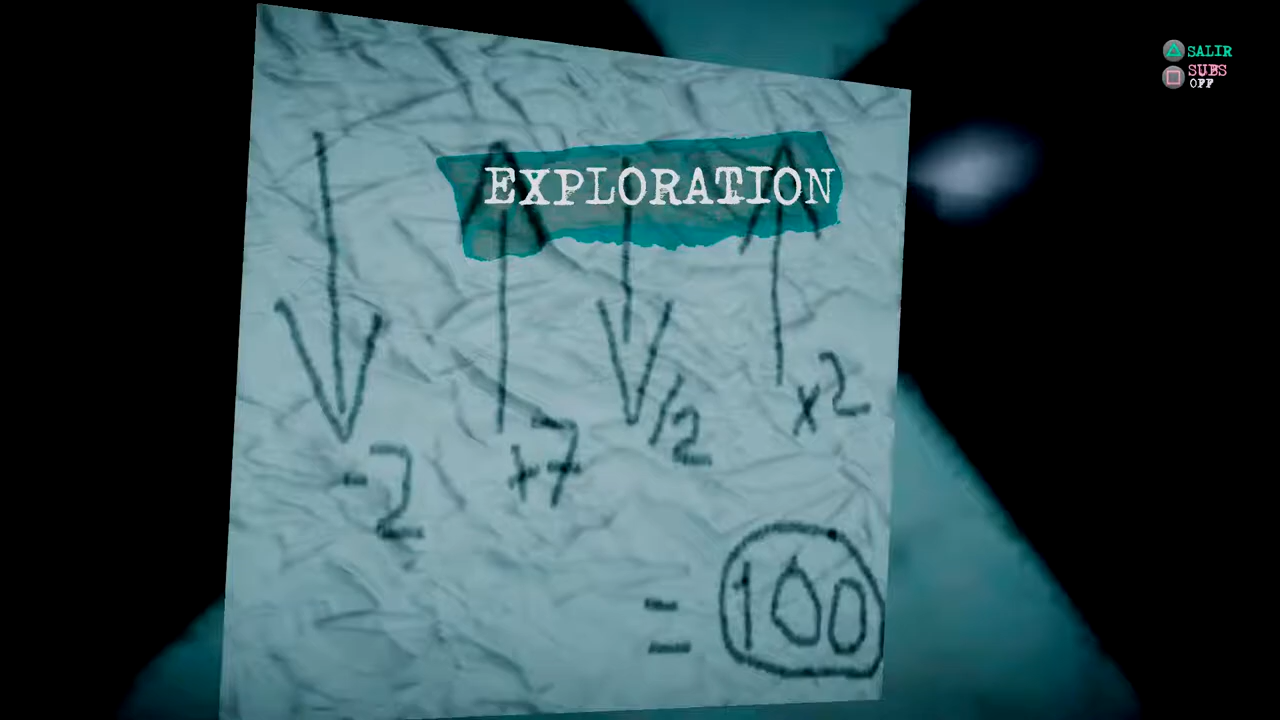 SALIR
SUBS
OFF
EXPLORATION
-2 +7 /2 x2
= 100